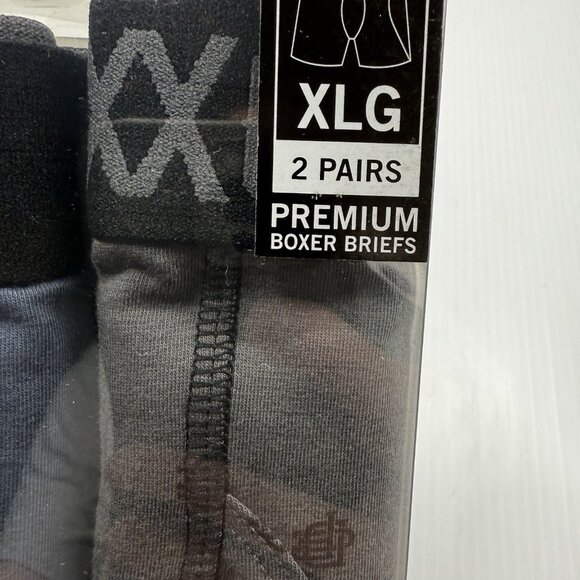 XLG
2 PAIRS
PREMIUM
BOXER BRIEFS